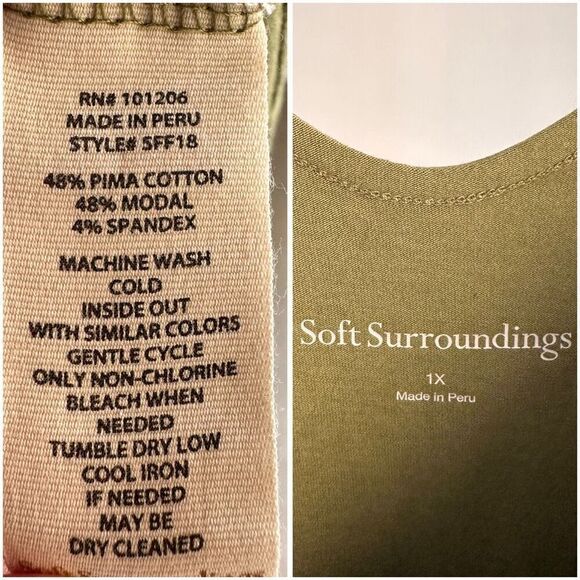 RN# 101206
MADE IN PERU
STYLE# 5FF18
48% PIMA COTTON
48% MODAL
4% SPANDEX
MACHINE WASH
COLD
INSIDE OUT
WITH SIMILAR COLORS
GENTLE CYCLE
ONLY NON-CHLORINE
BLEACH WHEN
NEEDED
TUMBLE DRY LOW
COOL IRON
IF NEEDED
MAY BE
DRY CLEANED
Soft Surroundings
1X
Made in Peru